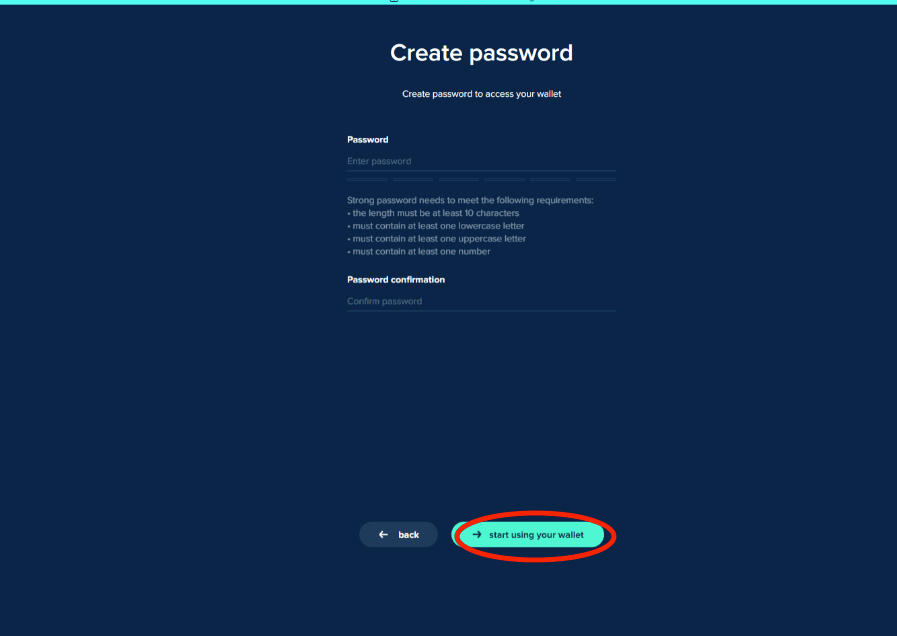 Create password
Create password to access your wallet
Password
Enter password
Strong password needs to meet the following requirements:
• the length must be at least 10 characters
• must contain at least one lowercase letter
• must contain at least one uppercase letter
• must contain at least one number
Password confirmation
Confirm password
← back
→ start using your wallet